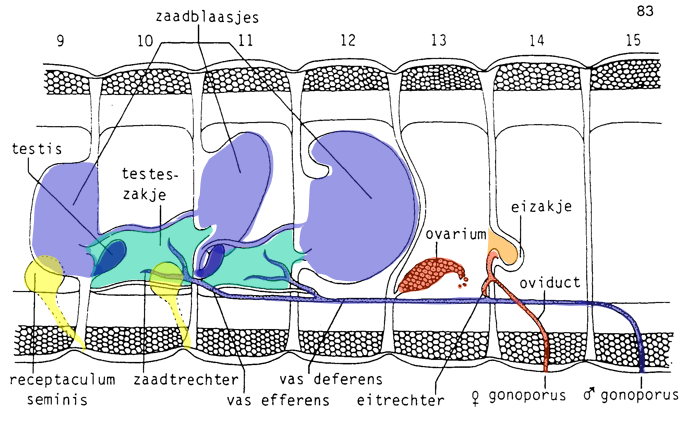 83
zaadblaasjes
9 10 11 12 13 14 15
testis
testes-
zakje
eizakje
ovarium
oviduct
receptaculum
seminis
zaadtrechter
vas efferens
vas deferens
eitrechter
♀ gonoporus
♂ gonoporus